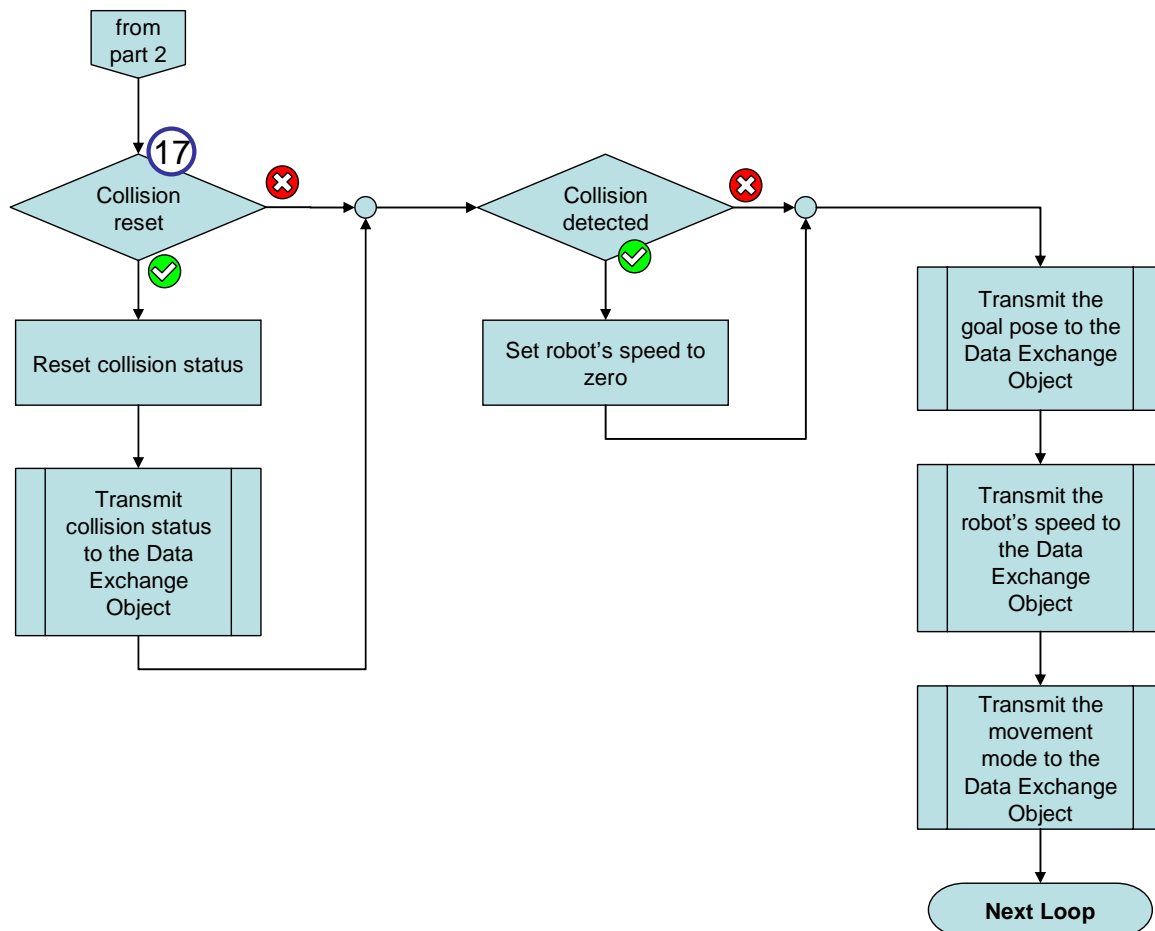 from
part 2
17
Collision
reset
Reset collision status
Transmit
collision status
to the Data
Exchange
Object
Collision
detected
Set robot’s speed to
zero
Transmit the
goal pose to the
Data Exchange
Object
Transmit the
robot’s speed to
the Data
Exchange
Object
Transmit the
movement
mode to the
Data Exchange
Object
Next Loop